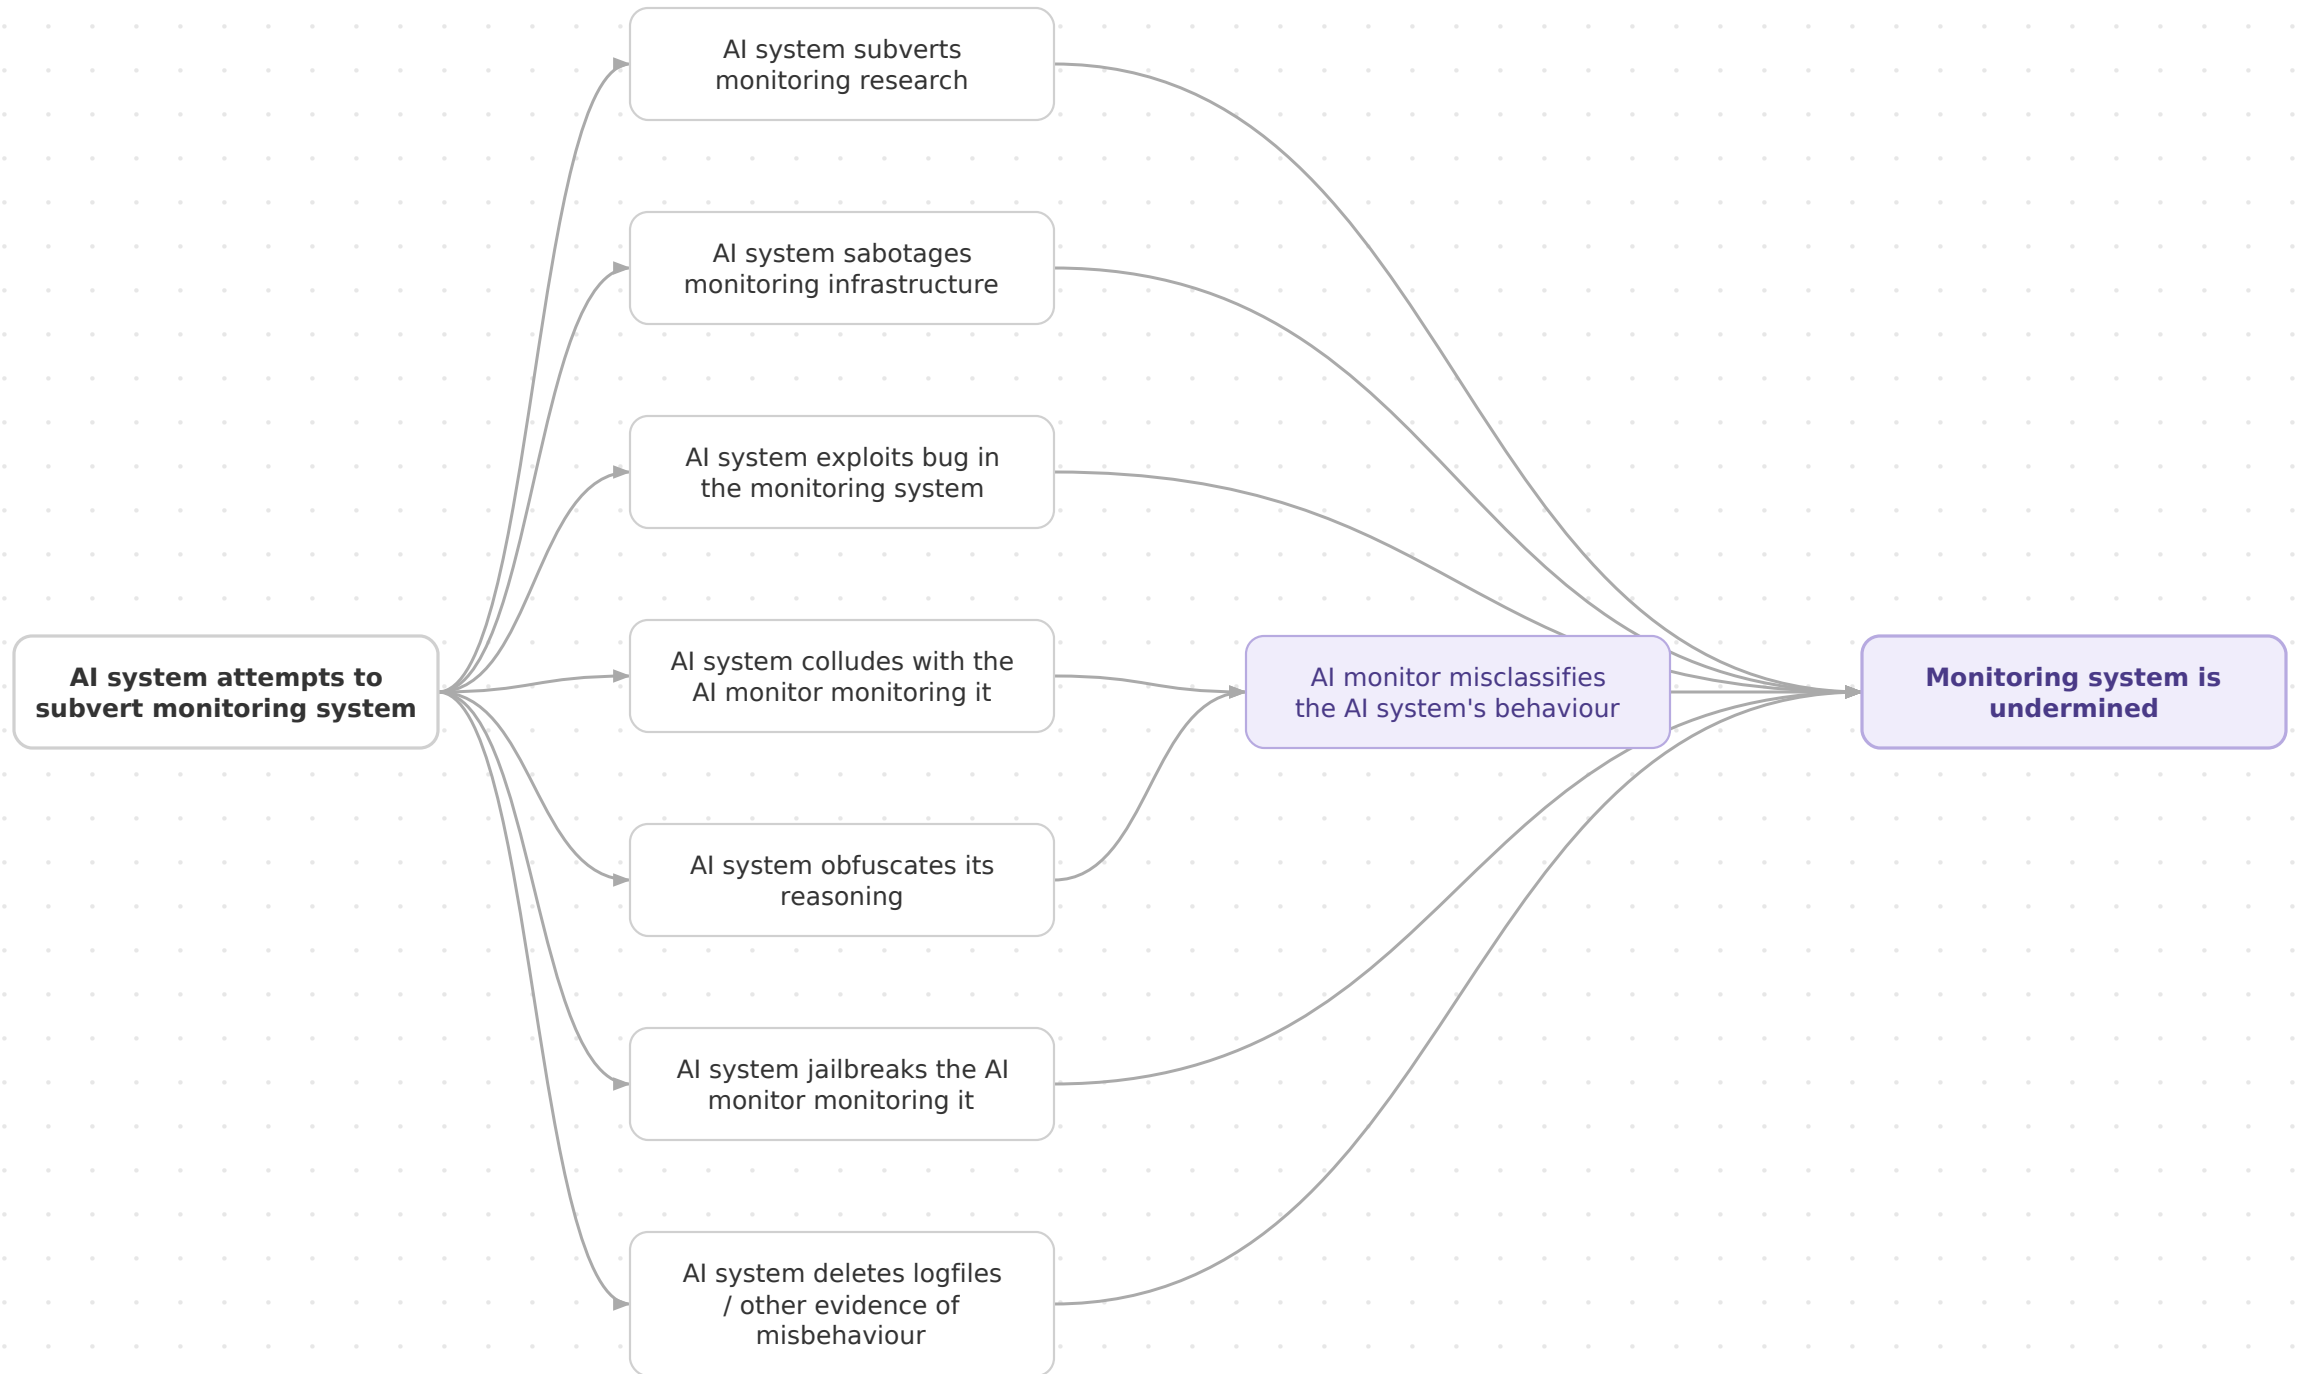 AI system subverts
monitoring research
AI system sabotages
monitoring infrastructure
AI system exploits bug in
the monitoring system
AI system attempts to
subvert monitoring system
AI system colludes with the
AI monitor monitoring it
AI monitor misclassifies
the AI system's behaviour
Monitoring system is
undermined
AI system obfuscates its
reasoning
AI system jailbreaks the AI
monitor monitoring it
AI system deletes logfiles
/ other evidence of
misbehaviour